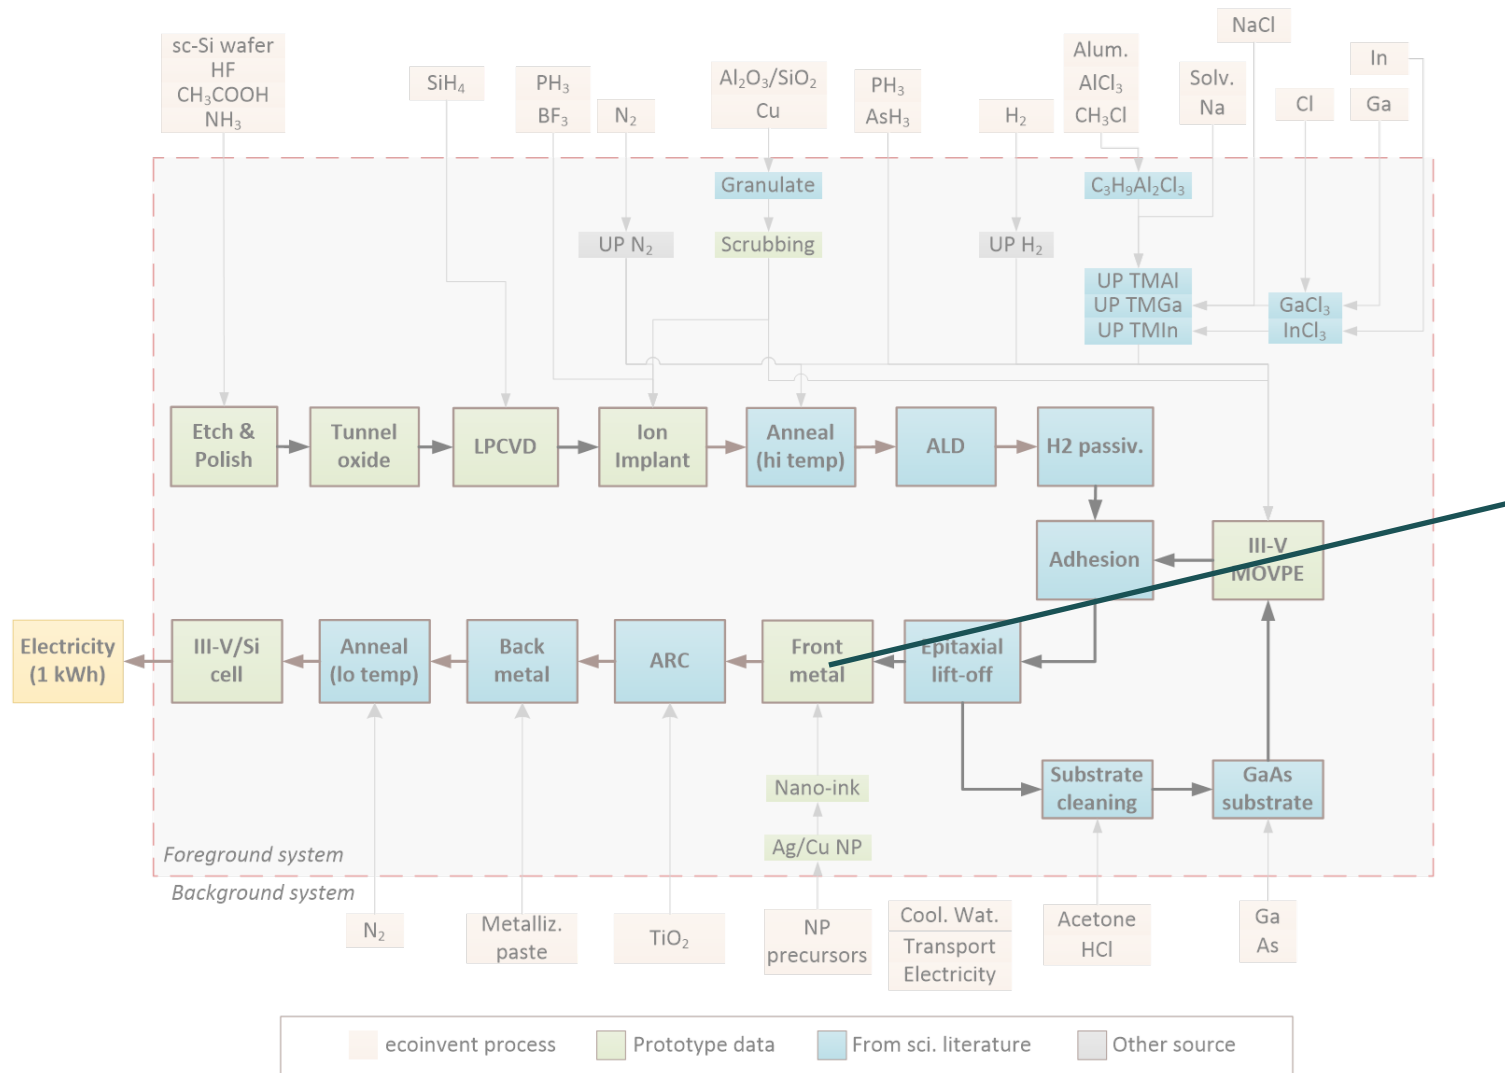 sc-Si wafer
HF
CH₃COOH
NH₃
SiH₄
PH₃
BF₃
N₂
Al₂O₃/SiO₂
Cu
PH₃
AsH₃
H₂
Alum.
AlCl₃
CH₃Cl
Solv.
Na
NaCl
Cl
In
Ga
Granulate
C₃H₉Al₂Cl₃
UP N₂
Scrubbing
UP H₂
UP TMAl
UP TMGa
UP TMIn
GaCl₃
InCl₃
Etch &
Polish
Tunnel
oxide
LPCVD
Ion
Implant
Anneal
(hi temp)
ALD
H2 passiv.
Adhesion
III-V
MOVPE
Electricity
(1 kWh)
III-V/Si
cell
Anneal
(lo temp)
Back
metal
ARC
Front
metal
Epitaxial
lift-off
Substrate
cleaning
GaAs
substrate
Nano-ink
Ag/Cu NP
Foreground system
Background system
N₂
Metalliz.
paste
TiO₂
NP
precursors
Cool. Wat.
Transport
Electricity
Acetone
HCl
Ga
As
ecoinvent process
Prototype data
From sci. literature
Other source